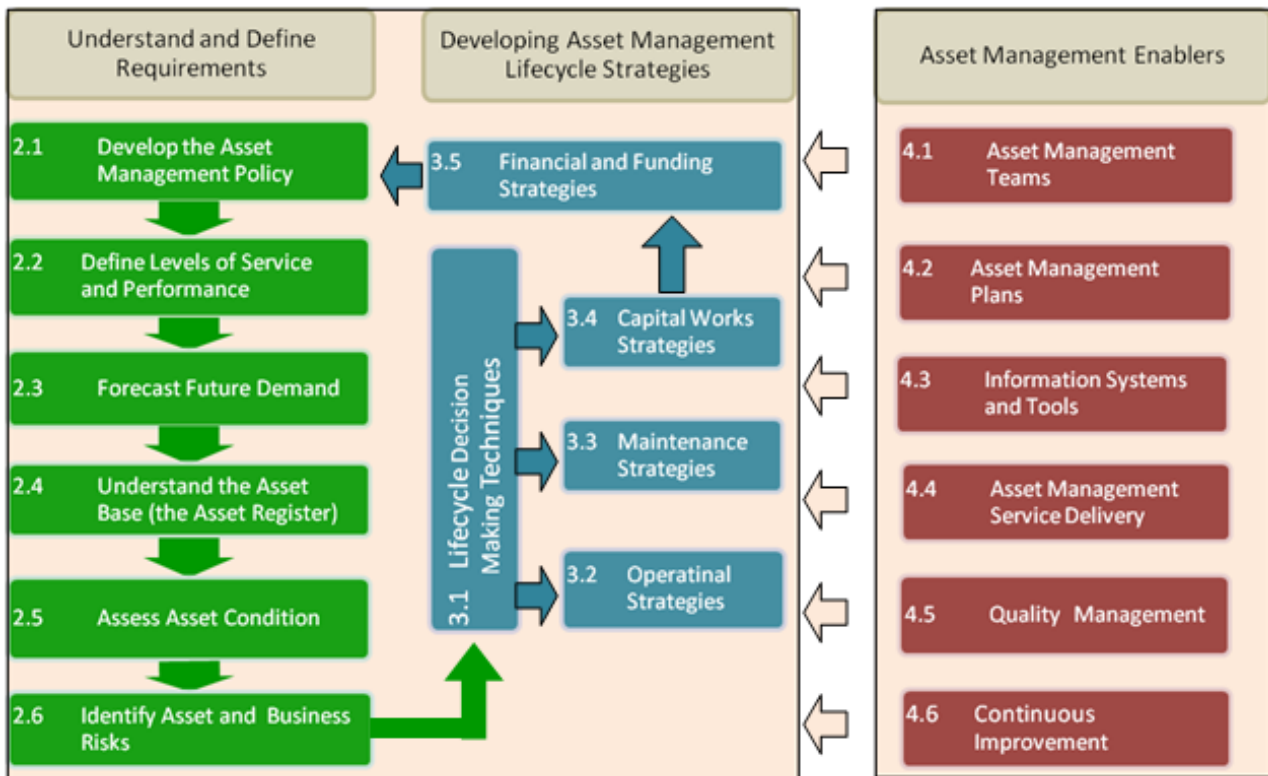 Understand and Define
Requirements
2.1 Develop the Asset
Management Policy
2.2 Define Levels of Service
and Performance
2.3 Forecast Future Demand
2.4 Understand the Asset
Base (the Asset Register)
2.5 Assess Asset Condition
2.6 Identify Asset and Business
Risks
Developing Asset Management
Lifecycle Strategies
3.5 Financial and Funding
Strategies
3.1 Lifecycle Decision
Making Techniques
3.4 Capital Works
Strategies
3.3 Maintenance
Strategies
3.2 Operatinal
Strategies
Asset Management Enablers
4.1 Asset Management
Teams
4.2 Asset Management
Plans
4.3 Information Systems
and Tools
4.4 Asset Management
Service Delivery
4.5 Quality Management
4.6 Continuous
Improvement